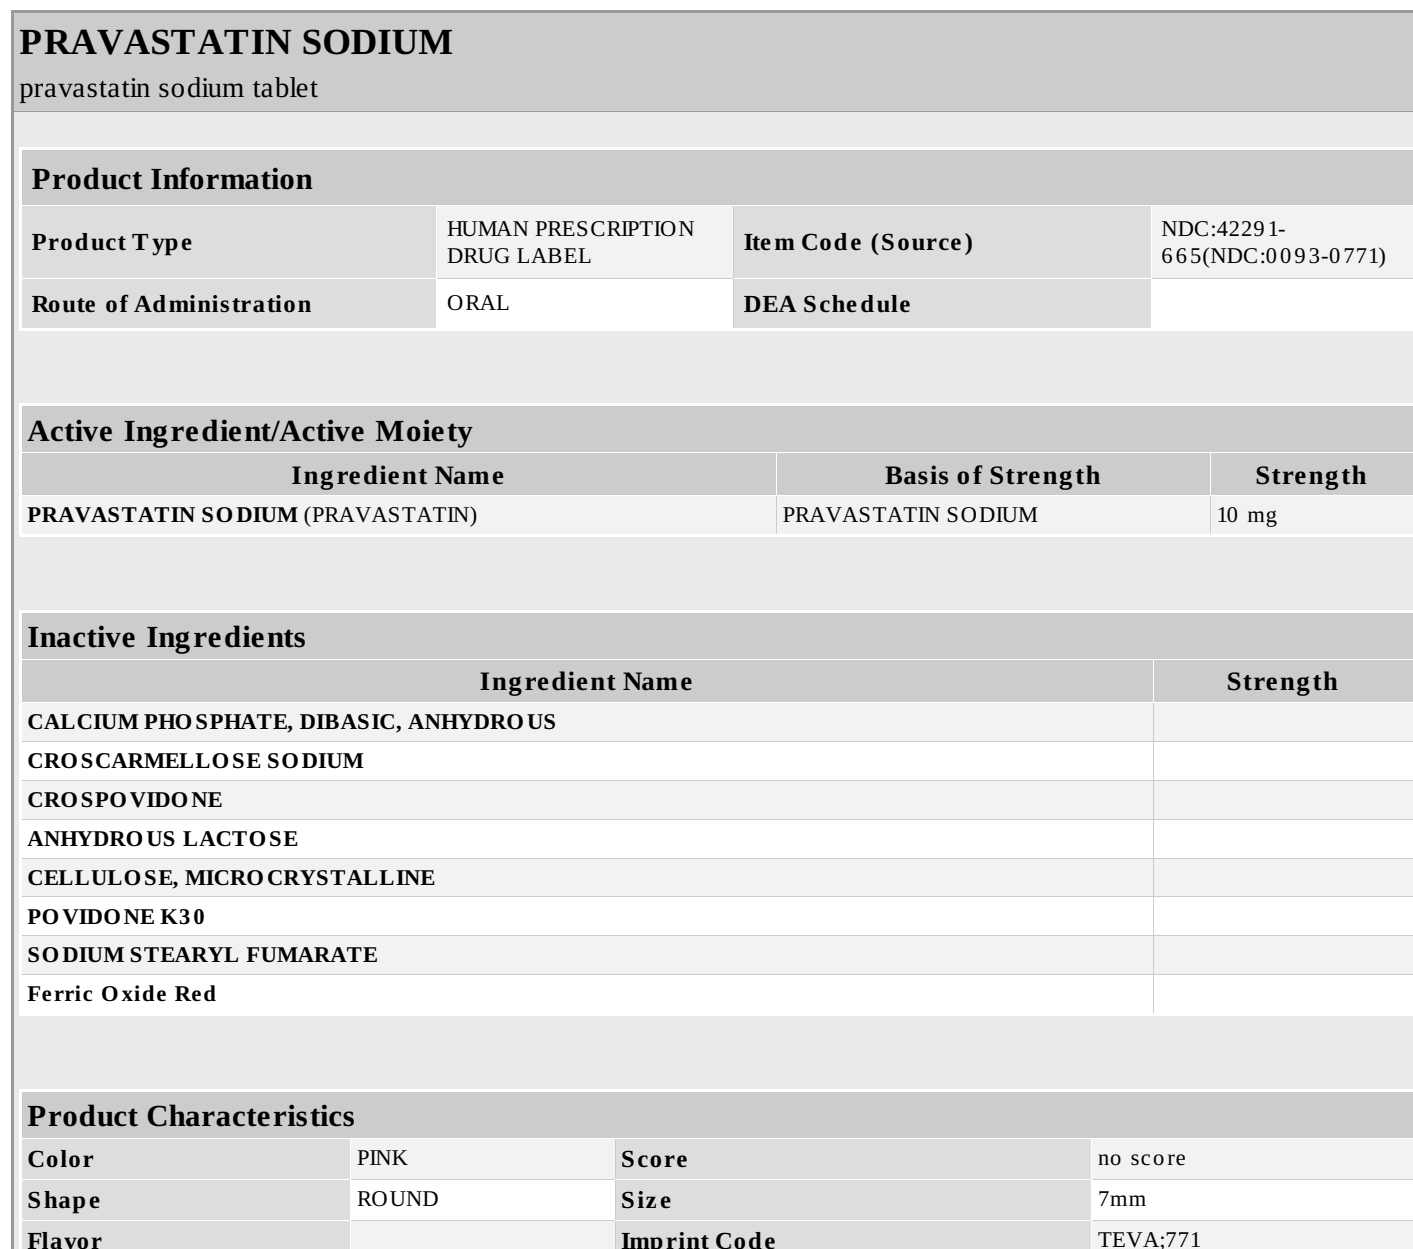 PRAVASTATIN SODIUM
pravastatin sodium tablet
Product Information
Product Type HUMAN PRESCRIPTION DRUG LABEL Item Code (Source) NDC:42291-665(NDC:0093-0771)
Route of Administration ORAL DEA Schedule
Active Ingredient/Active Moiety
Ingredient Name Basis of Strength Strength
PRAVASTATIN SODIUM (PRAVASTATIN) PRAVASTATIN SODIUM 10 mg
Inactive Ingredients
Ingredient Name Strength
CALCIUM PHOSPHATE, DIBASIC, ANHYDROUS
CROSCARMELLOSE SODIUM
CROSPOVIDONE
ANHYDROUS LACTOSE
CELLULOSE, MICROCRYSTALLINE
POVIDONE K30
SODIUM STEARYL FUMARATE
Ferric Oxide Red
Product Characteristics
Color PINK Score no score
Shape ROUND Size 7mm
Flavor Imprint Code TEVA;771